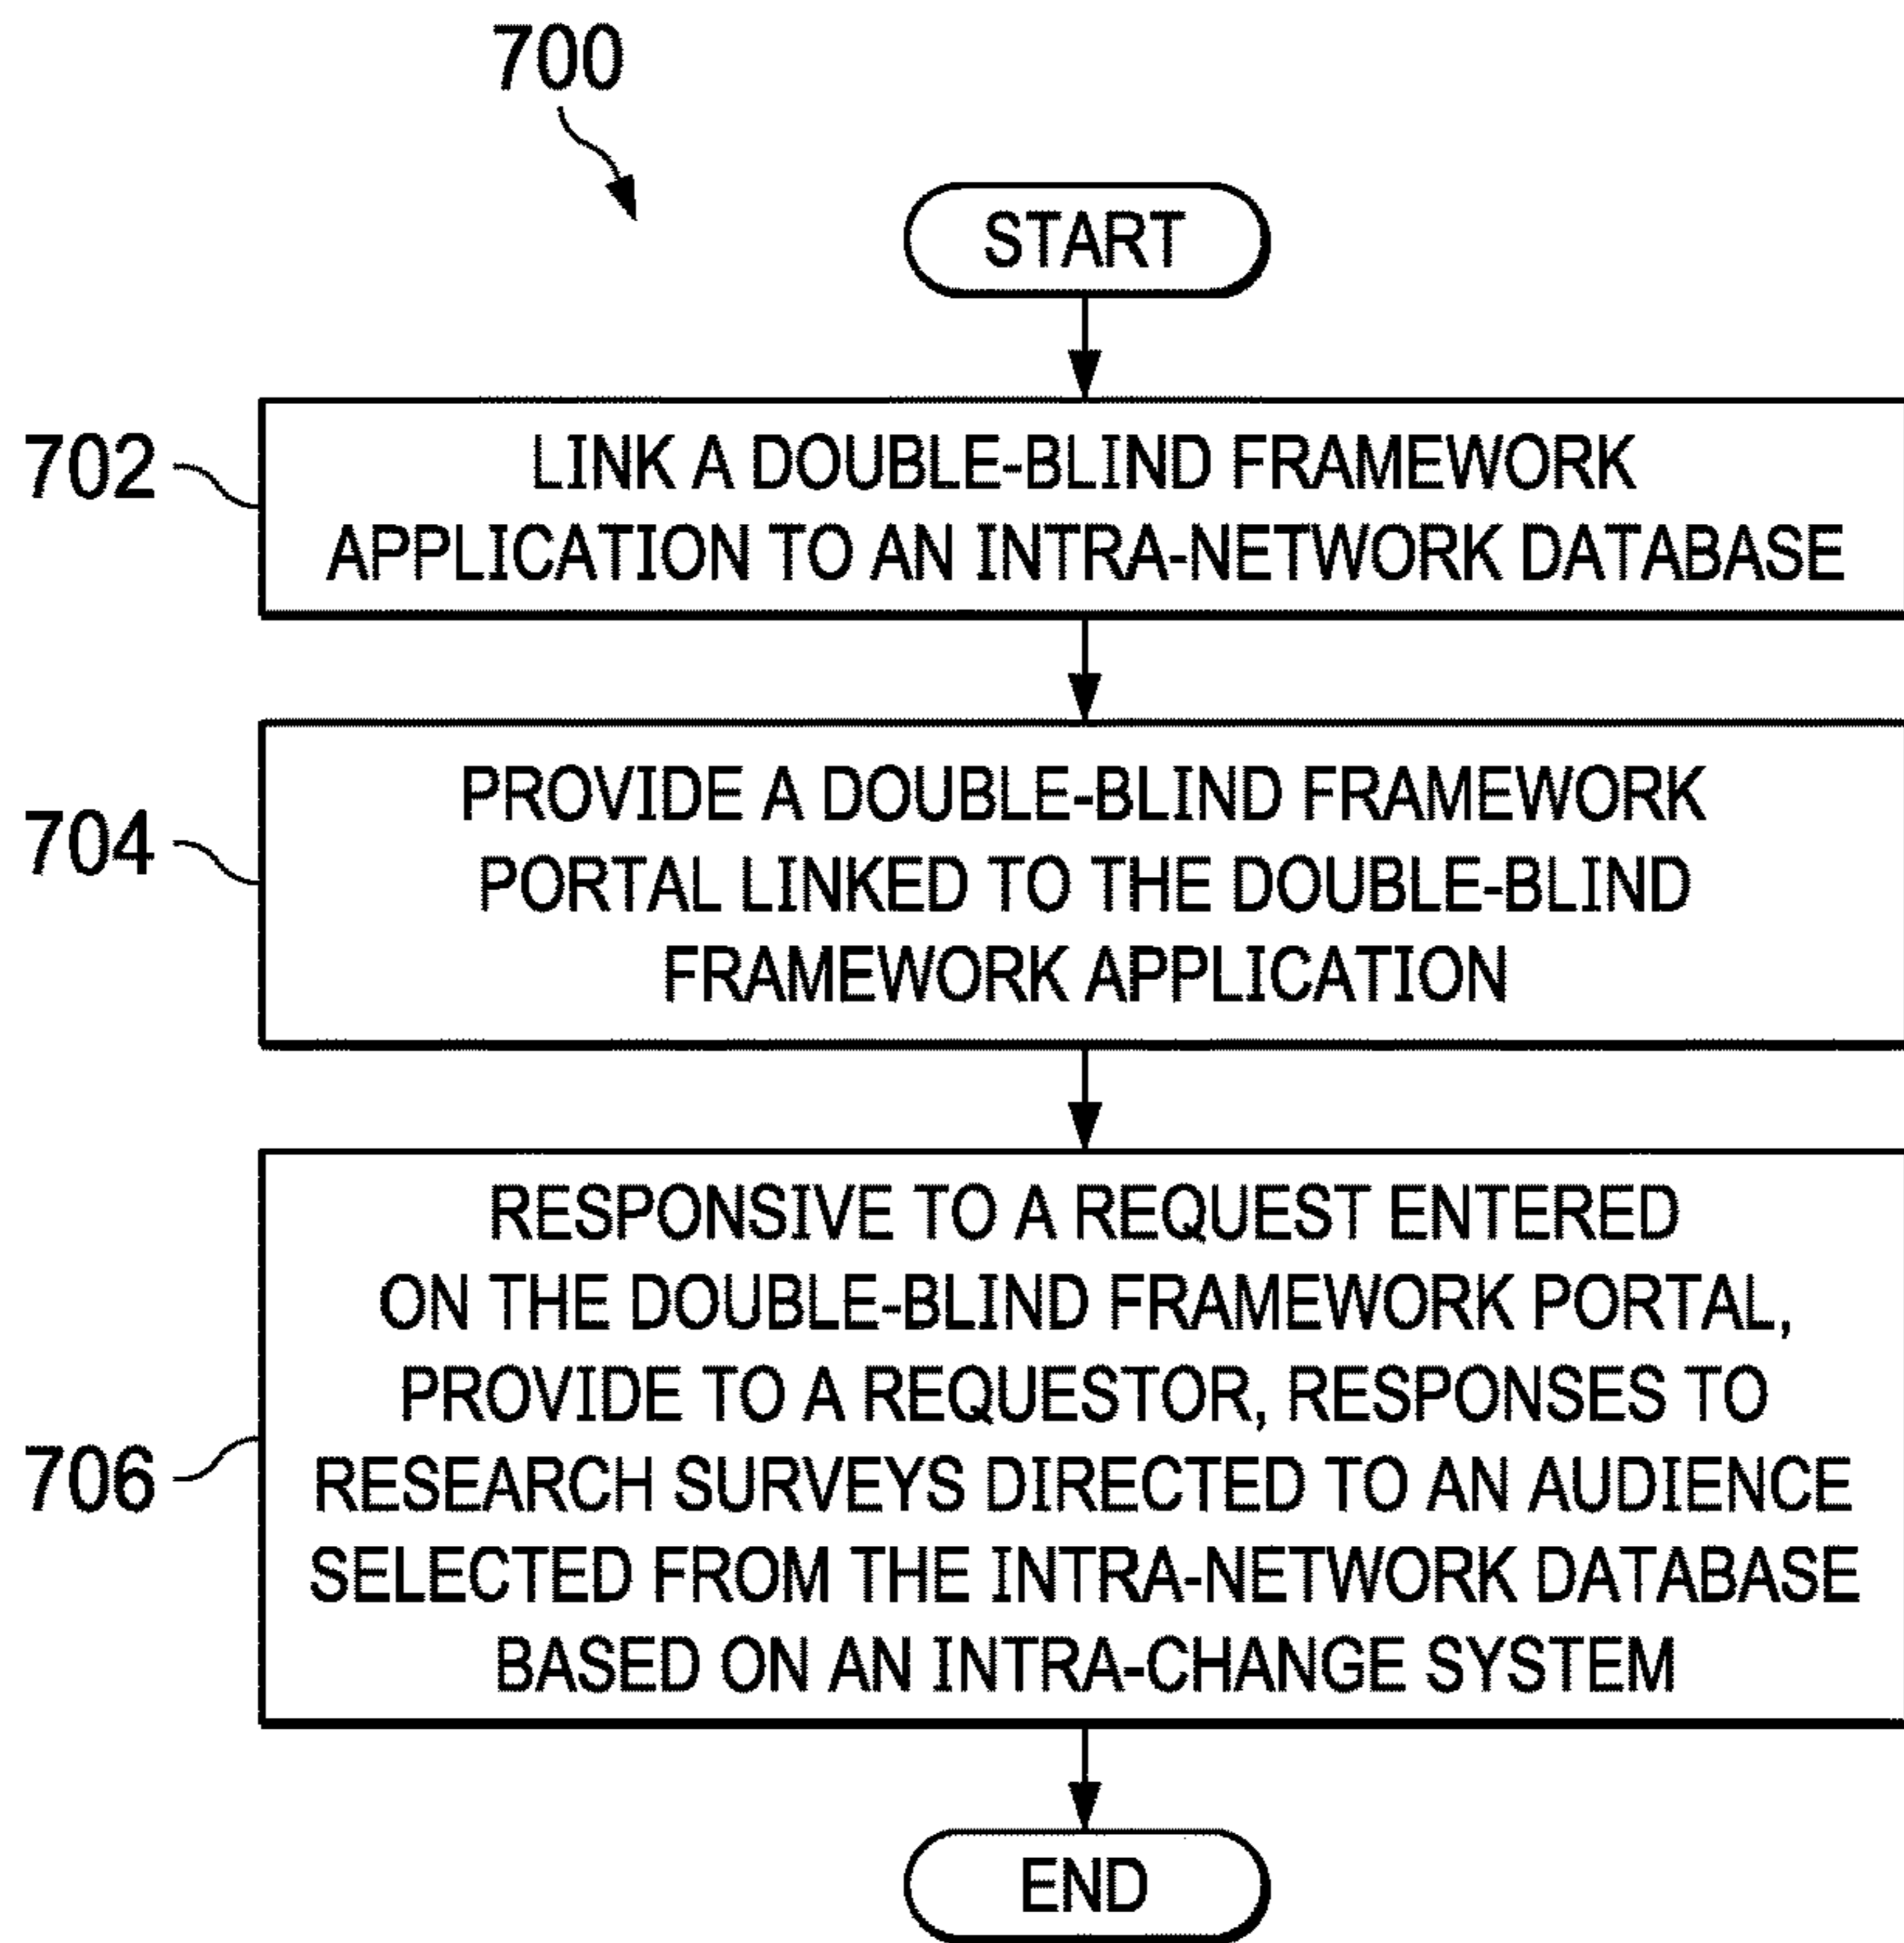 700
START
702
LINK A DOUBLE-BLIND FRAMEWORK
APPLICATION TO AN INTRA-NETWORK DATABASE
704
PROVIDE A DOUBLE-BLIND FRAMEWORK
PORTAL LINKED TO THE DOUBLE-BLIND
FRAMEWORK APPLICATION
706
RESPONSIVE TO A REQUEST ENTERED
ON THE DOUBLE-BLIND FRAMEWORK PORTAL,
PROVIDE TO A REQUESTOR, RESPONSES TO
RESEARCH SURVEYS DIRECTED TO AN AUDIENCE
SELECTED FROM THE INTRA-NETWORK DATABASE
BASED ON AN INTRA-CHANGE SYSTEM
END